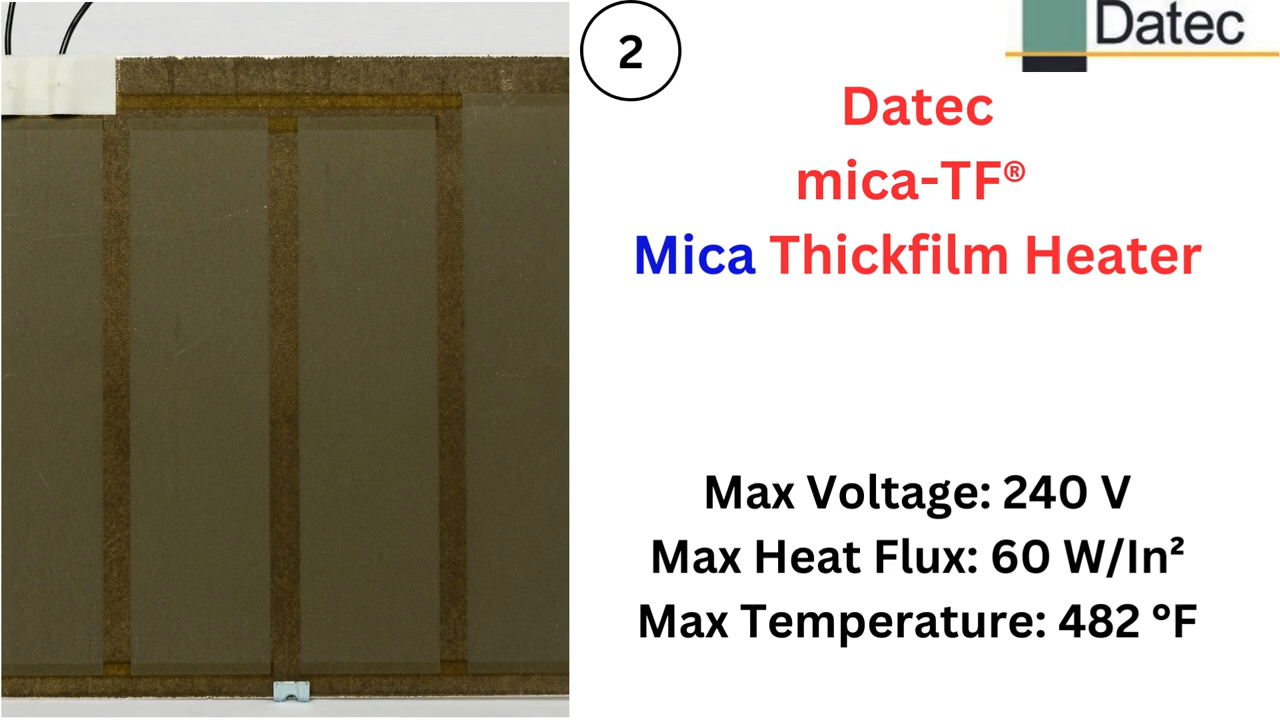 2
Datec
Datec
mica-TF®
Mica Thickfilm Heater
Max Voltage: 240 V
Max Heat Flux: 60 W/In²
Max Temperature: 482 °F